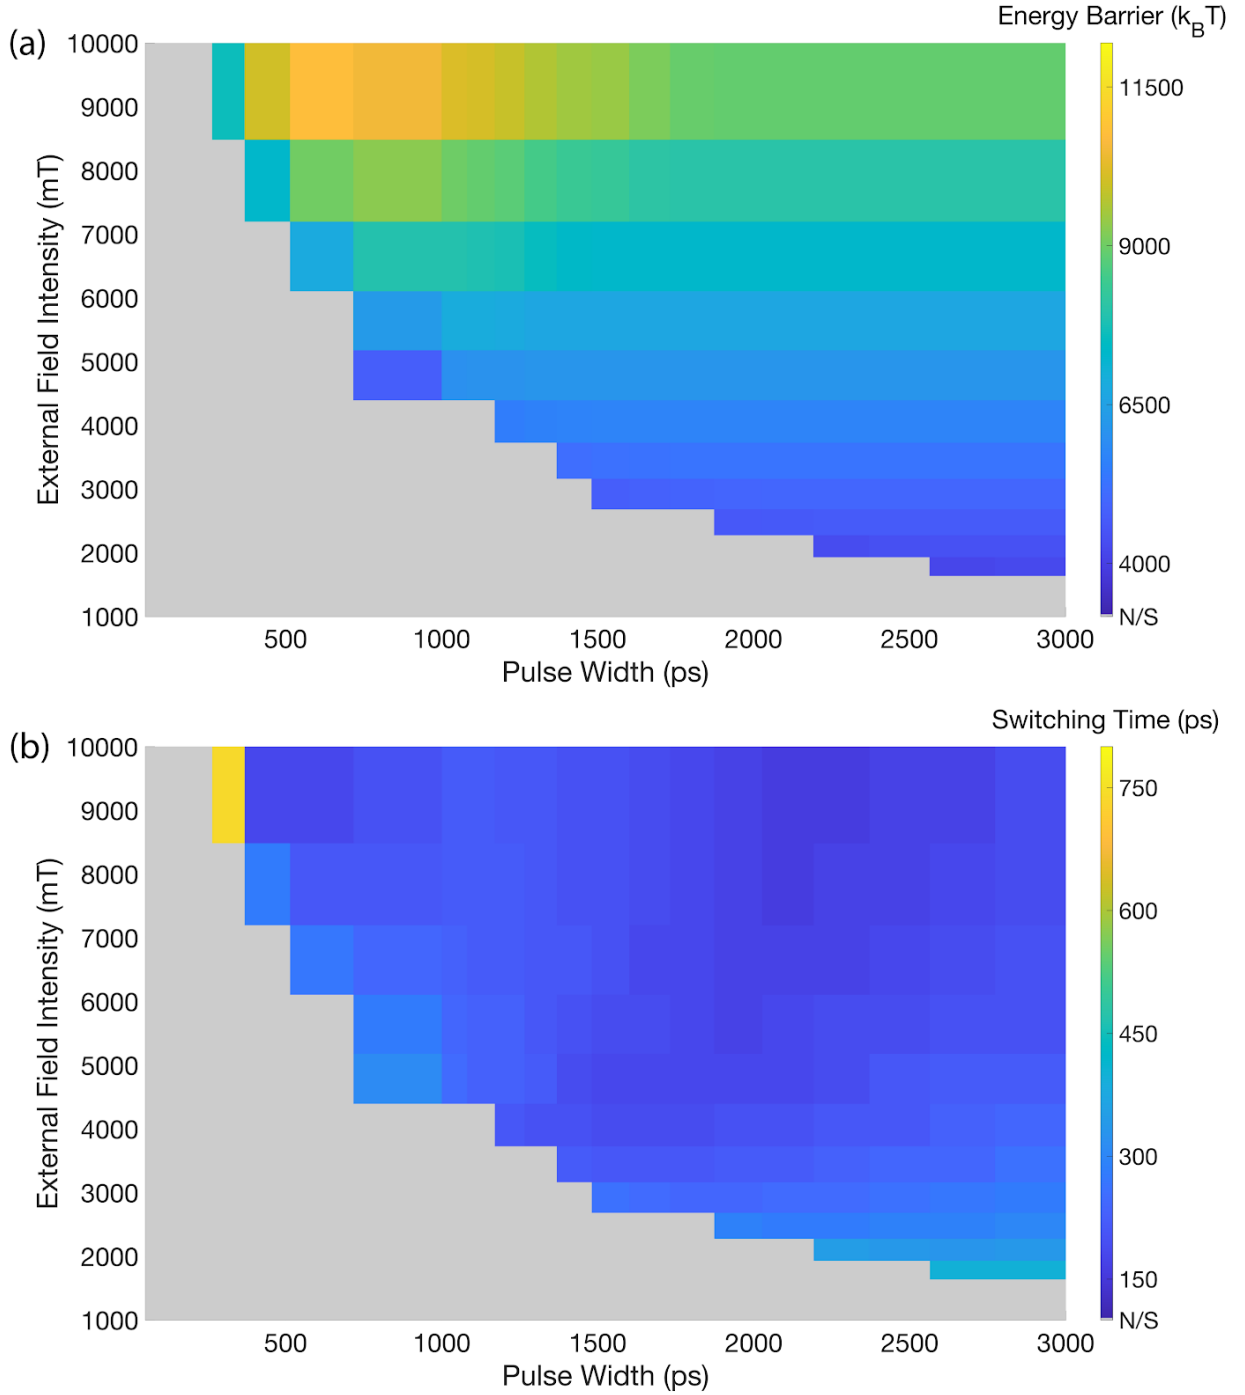 Energy Barrier (kBT)
(a)
10000
9000
8000
7000
6000
5000
4000
3000
2000
1000
External Field Intensity (mT)
11500
9000
6500
4000
N/S
500 1000 1500 2000 2500 3000
Pulse Width (ps)
Switching Time (ps)
(b)
10000
9000
8000
7000
6000
5000
4000
3000
2000
1000
External Field Intensity (mT)
750
600
450
300
150
N/S
500 1000 1500 2000 2500 3000
Pulse Width (ps)